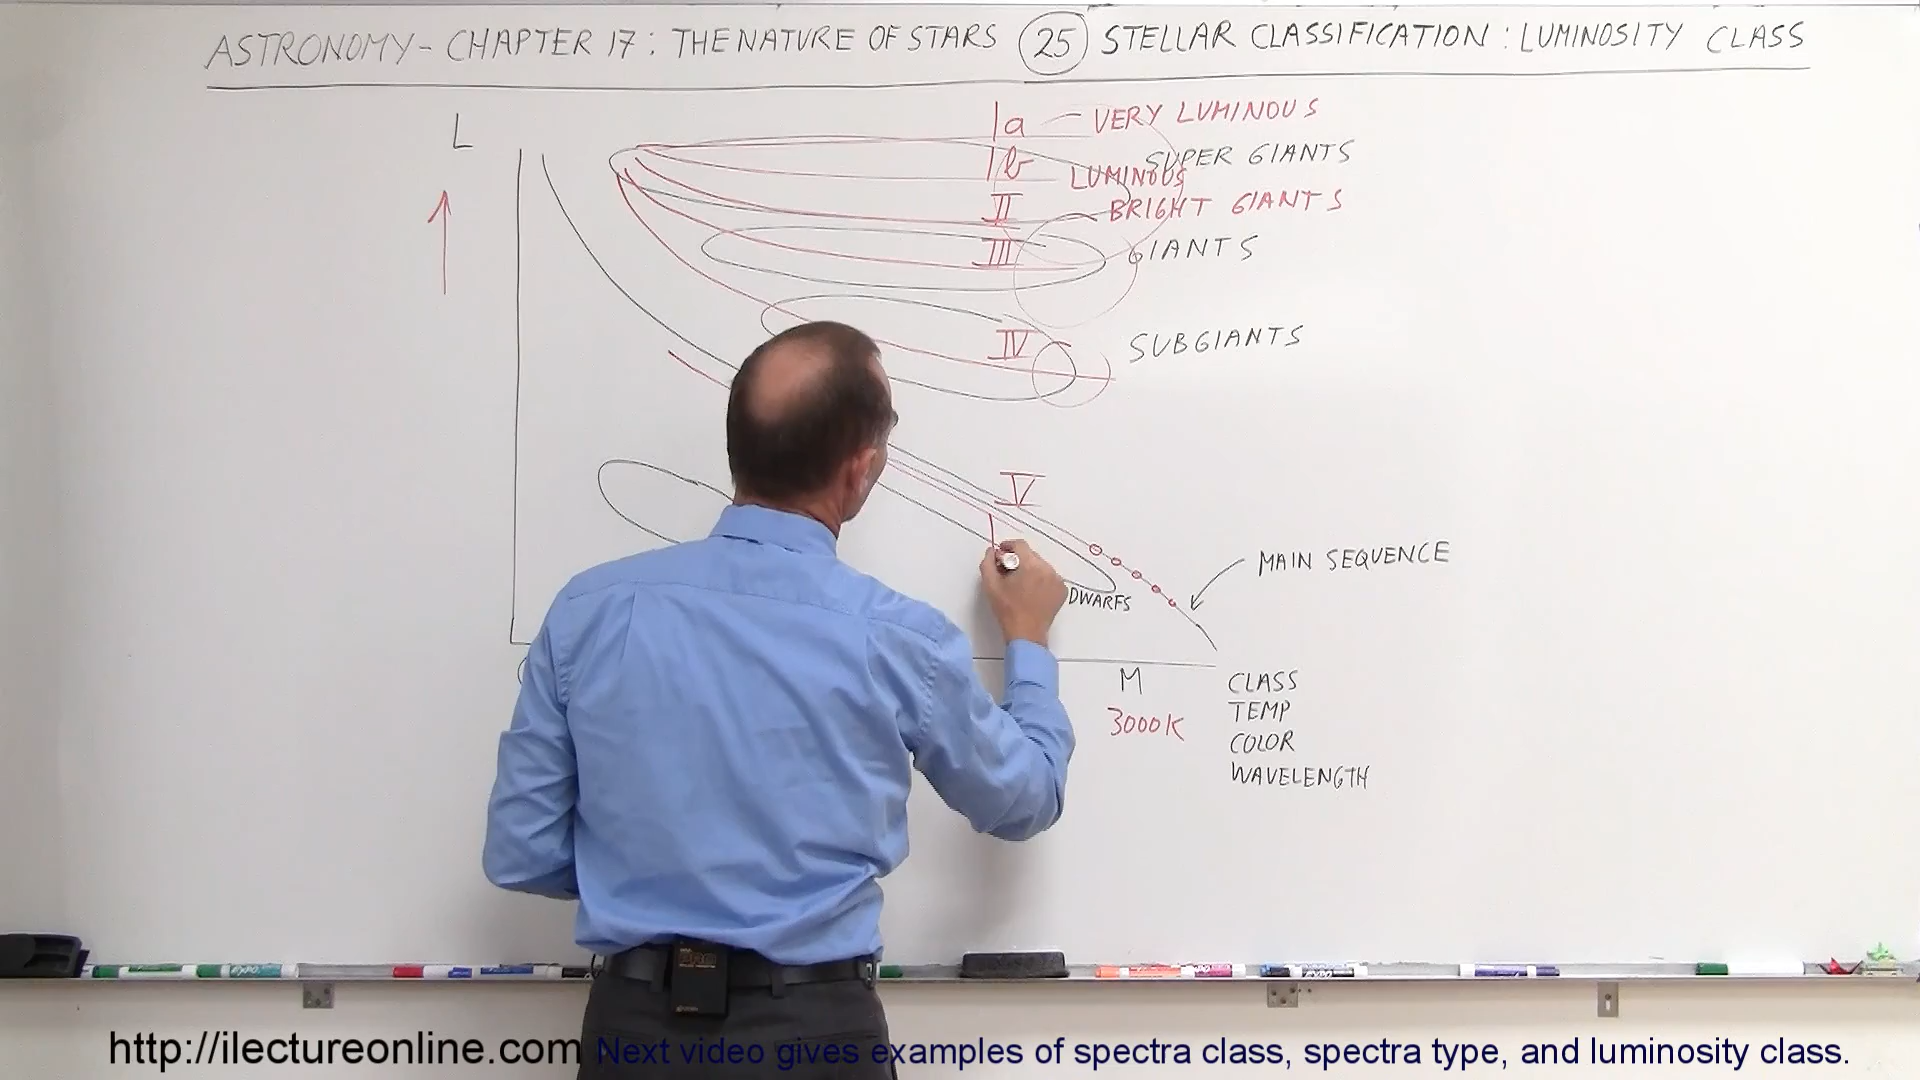 ASTRONOMY - CHAPTER 17: THE NATURE OF STARS 25 STELLAR CLASSIFICATION: LUMINOSITY CLASS
L
Ia - VERY LUMINOUS
Ib SUPER GIANTS
LUMINOUS
II BRIGHT GIANTS
III GIANTS
IV SUBGIANTS
V
MAIN SEQUENCE
DWARFS
M CLASS
3000K TEMP
COLOR
WAVELENGTH
http://ilectureonline.com Next video gives examples of spectra class, spectra type, and luminosity class.